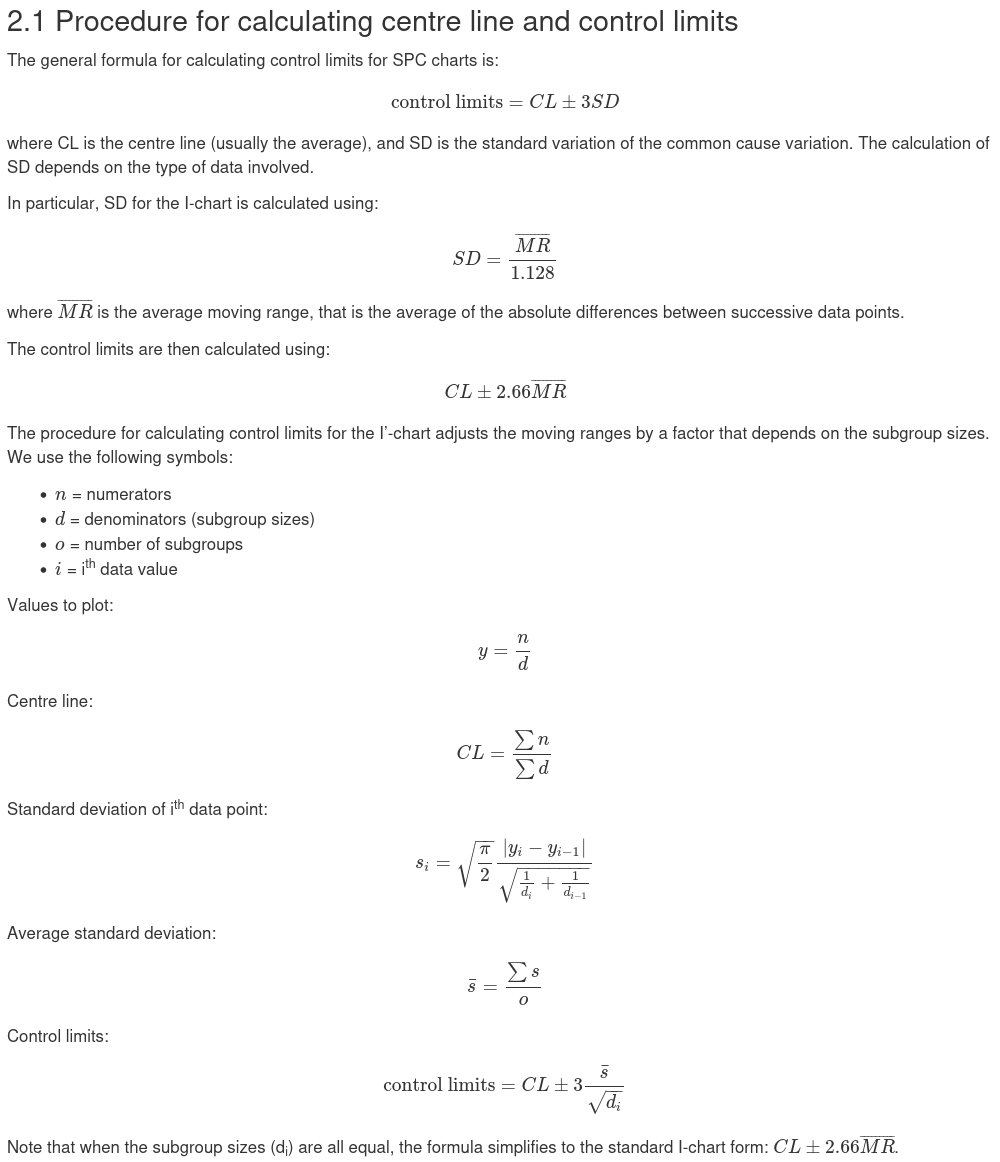 2.1 Procedure for calculating centre line and control limits
The general formula for calculating control limits for SPC charts is:
control limits = CL ± 3SD
where CL is the centre line (usually the average), and SD is the standard variation of the common cause variation. The calculation of
SD depends on the type of data involved.
In particular, SD for the I-chart is calculated using:
SD = \frac{\overline{MR}}{1.128}
where \overline{MR} is the average moving range, that is the average of the absolute differences between successive data points.
The control limits are then calculated using:
CL ± 2.66\overline{MR}
The procedure for calculating control limits for the I’-chart adjusts the moving ranges by a factor that depends on the subgroup sizes.
We use the following symbols:
• n = numerators
• d = denominators (subgroup sizes)
• o = number of subgroups
• i = i^{th} data value
Values to plot:
y = \frac{n}{d}
Centre line:
CL = \frac{\sum n}{\sum d}
Standard deviation of i^{th} data point:
s_i = \sqrt{\frac{\pi}{2}} \frac{|y_i - y_{i-1}|}{\sqrt{\frac{1}{d_i} + \frac{1}{d_{i-1}}}}
Average standard deviation:
\bar{s} = \frac{\sum s}{o}
Control limits:
control limits = CL ± 3\frac{\bar{s}}{\sqrt{d_i}}
Note that when the subgroup sizes (d_i) are all equal, the formula simplifies to the standard I-chart form: CL ± 2.66\overline{MR}.